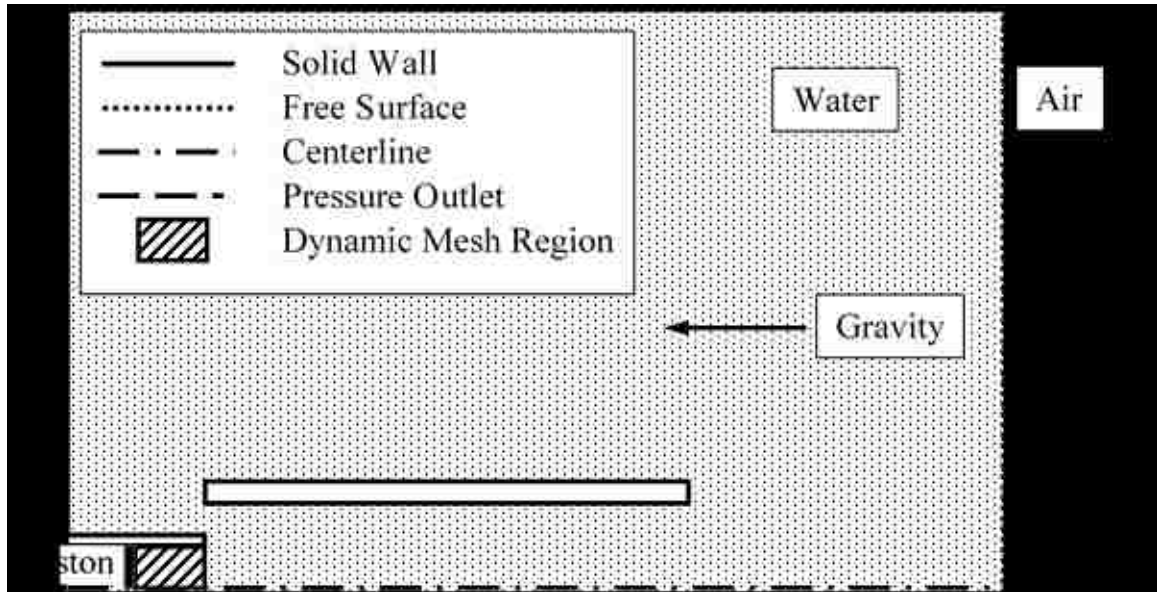 Solid Wall
Free Surface
Centerline
Pressure Outlet
Dynamic Mesh Region
Water
Air
Gravity
ston